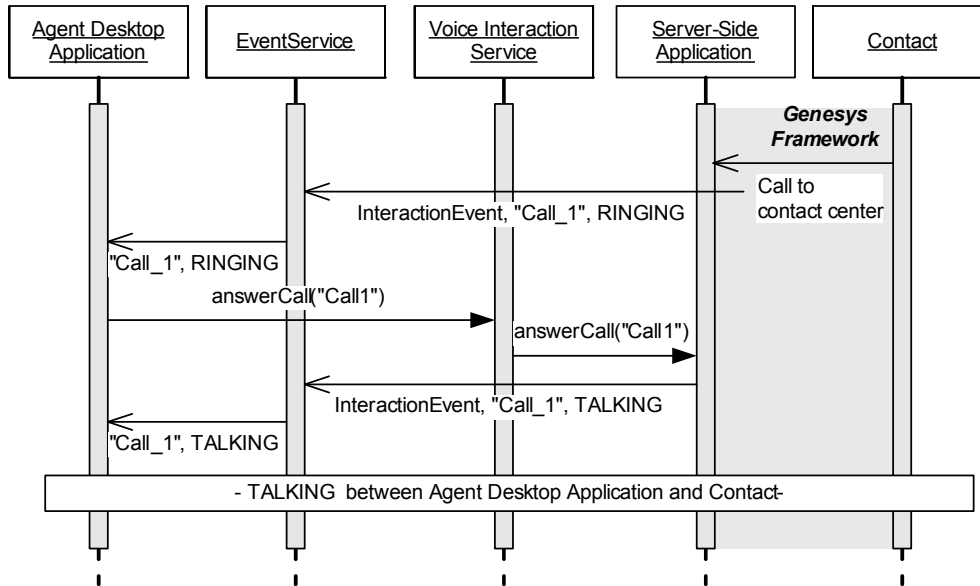 Agent Desktop
Application
EventService
Voice Interaction
Service
Server-Side
Application
Contact
Genesys
Framework
Call to
contact center
InteractionEvent, "Call_1", RINGING
"Call_1", RINGING
answerCall("Call1")
answerCall("Call1")
InteractionEvent, "Call_1", TALKING
"Call_1", TALKING
- TALKING between Agent Desktop Application and Contact-